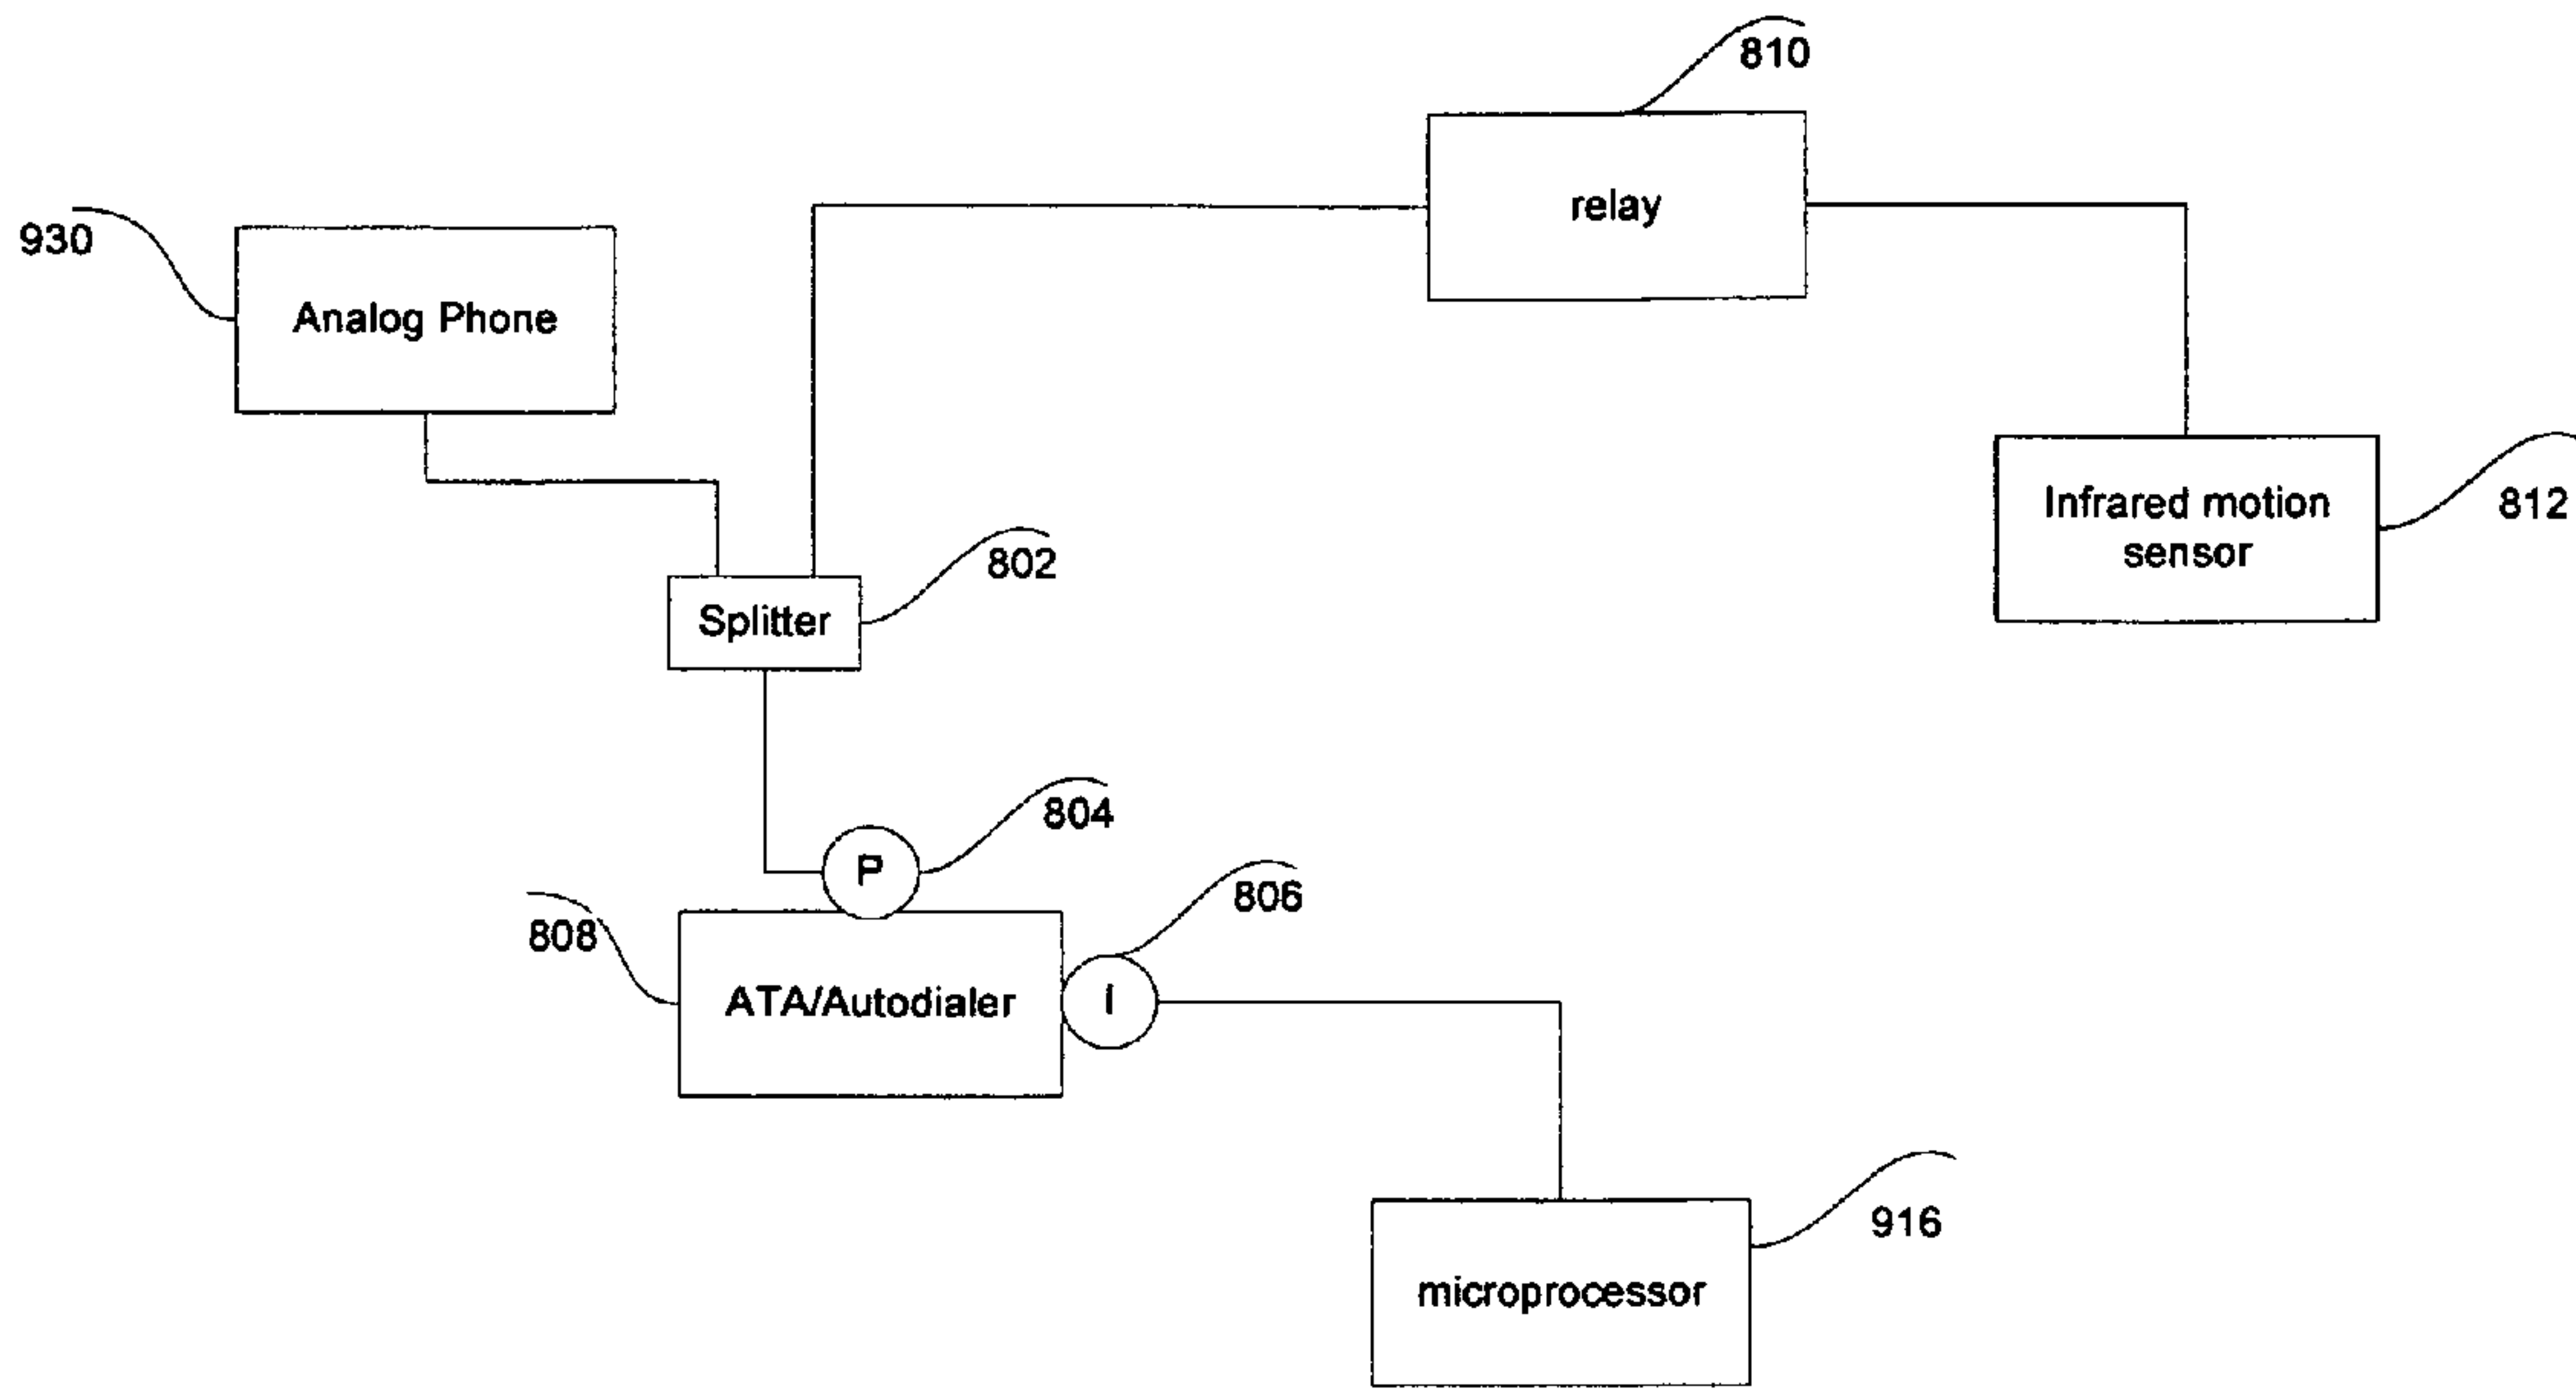 810
relay
930
Analog Phone
Infrared motion
sensor
812
802
Splitter
804
P
806
808
ATA/Autodialer
I
916
microprocessor